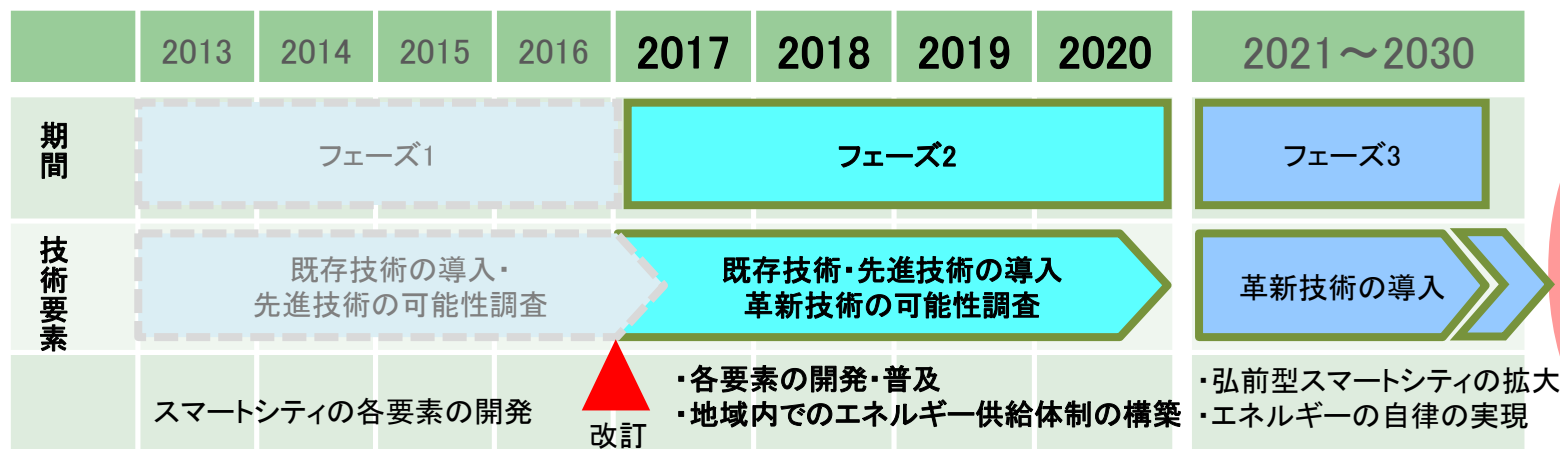 2013 2014 2015 2016 2017 2018 2019 2020 2021～2030
期間
フェーズ1 フェーズ2 フェーズ3
技術要素
既存技術の導入・
先進技術の可能性調査
既存技術・先進技術の導入
革新技術の可能性調査
革新技術の導入
スマートシティの各要素の開発
改訂
・各要素の開発・普及
・地域内でのエネルギー供給体制の構築
・弘前型スマートシティの拡大
・エネルギーの自律の実現